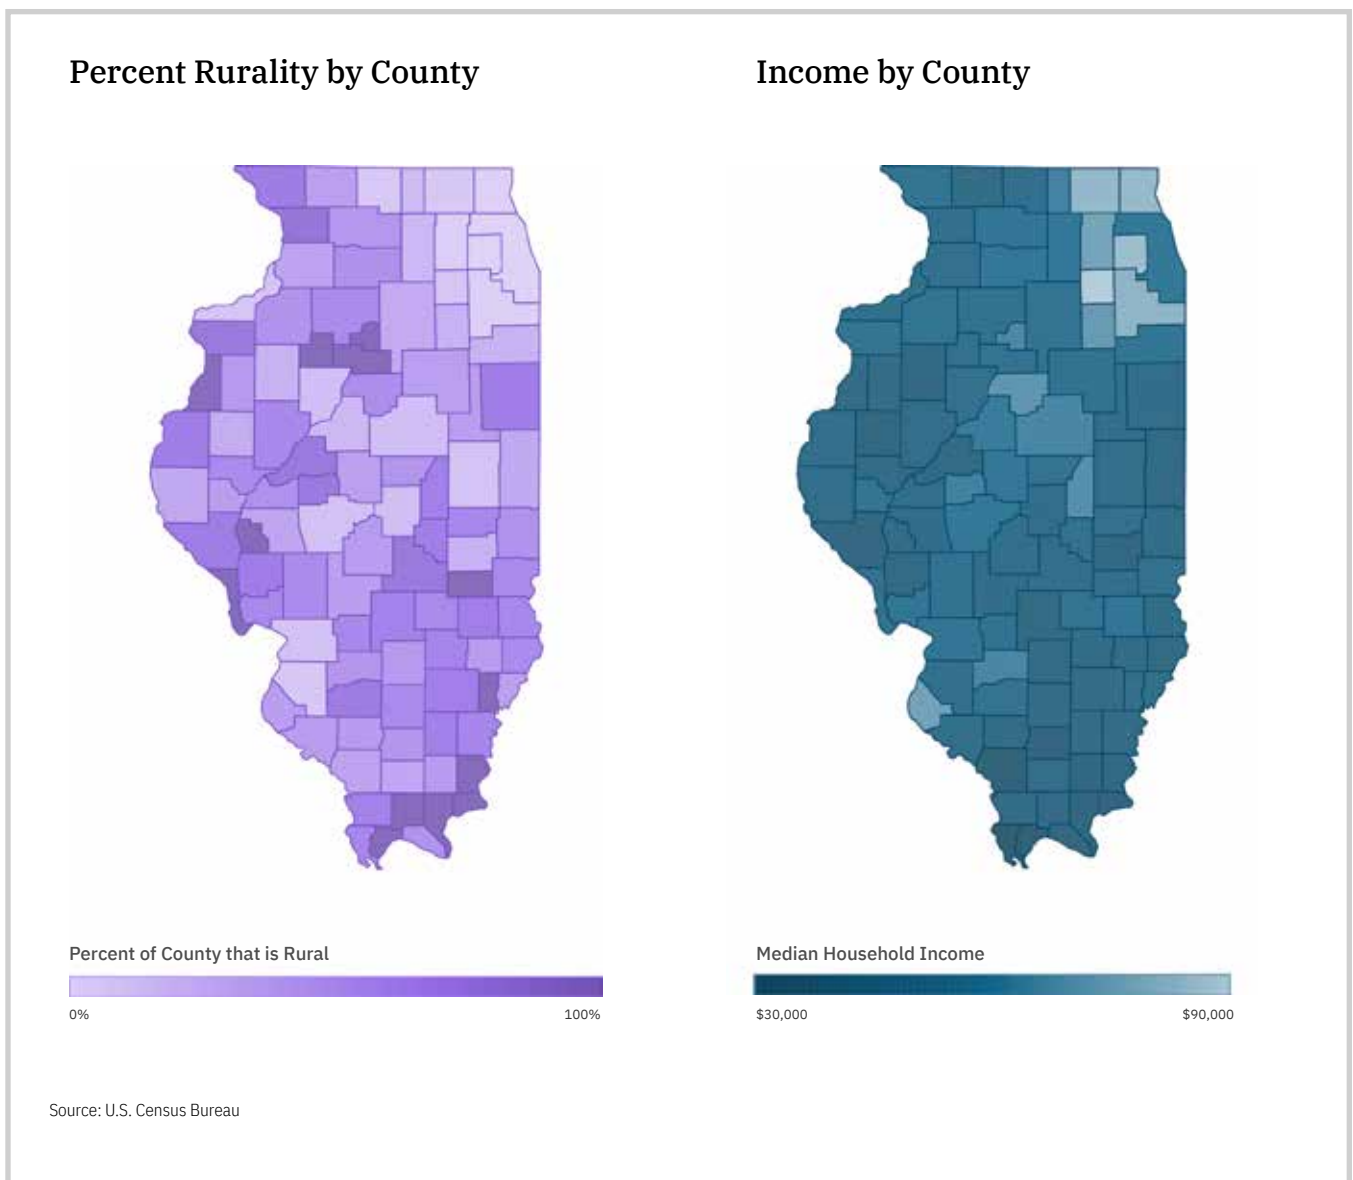 Percent Rurality by County
Income by County
Percent of County that is Rural
0%
100%
Median Household Income
$30,000
$90,000
Source: U.S. Census Bureau